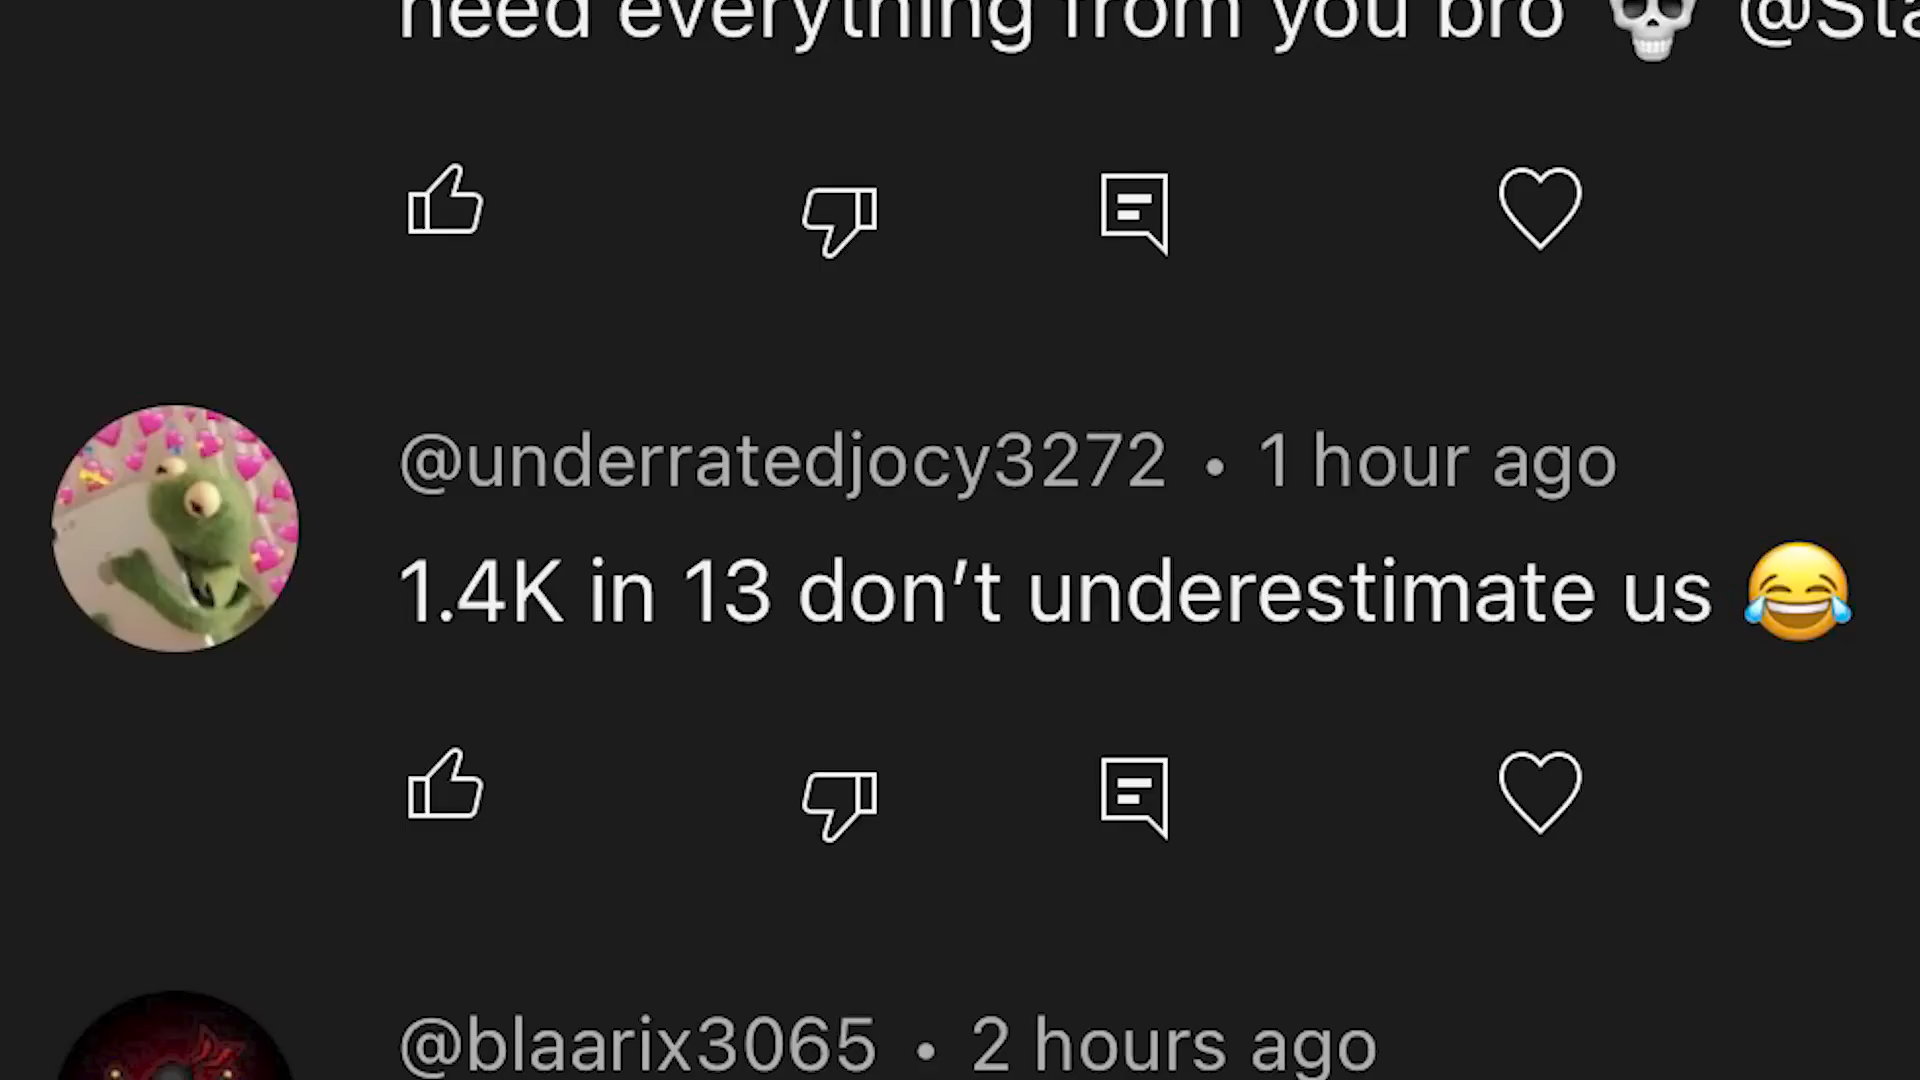 need everything from you bro 💀 @Sta
@underratedjocy3272 • 1 hour ago
1.4K in 13 don’t underestimate us 😂
@blaarix3065 • 2 hours ago